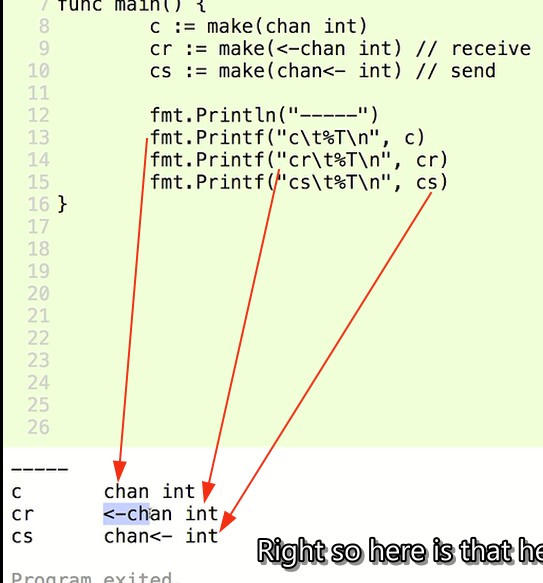 7 func main() {
8 c := make(chan int)
9 cr := make(<-chan int) // receive
10 cs := make(chan<- int) // send
11
12 fmt.Println("-----")
13 fmt.Printf("c\t%T\n", c)
14 fmt.Printf("cr\t%T\n", cr)
15 fmt.Printf("cs\t%T\n", cs)
16 }
17
18
19
20
21
22
23
24
25
26
-----
c chan int
cr <-chan int
cs chan<- int
Right so here is that he
Program exited.